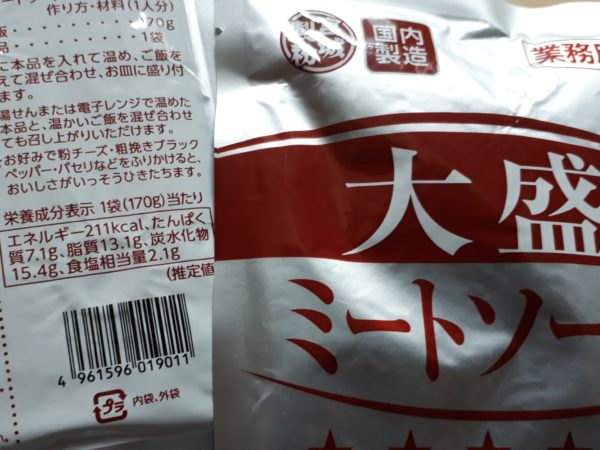 作り方・材料(1人分)
70g
品・・・・・・・・・1袋
に本品を入れて温め、ご飯を
えて混ぜ合わせ、お皿に盛り付
ます。
湯せんまたは電子レンジで温めた
本品と、温かいご飯を混ぜ合わせ
ても召し上がりいただけます。
お好みで粉チーズ・粗挽きブラック
ペッパー・パセリなどをふりかけると、
おいしさがいっそうひきたちます。
栄養成分表示 1袋(170g)当たり
エネルギー211kcal、たんぱく
質7.1g、脂質13.1g、炭水化物
15.4g、食塩相当量2.1g
(推定値
4 961596 019011
プラ
内袋、外袋
国内
製造
業務用
大盛
ミートソー